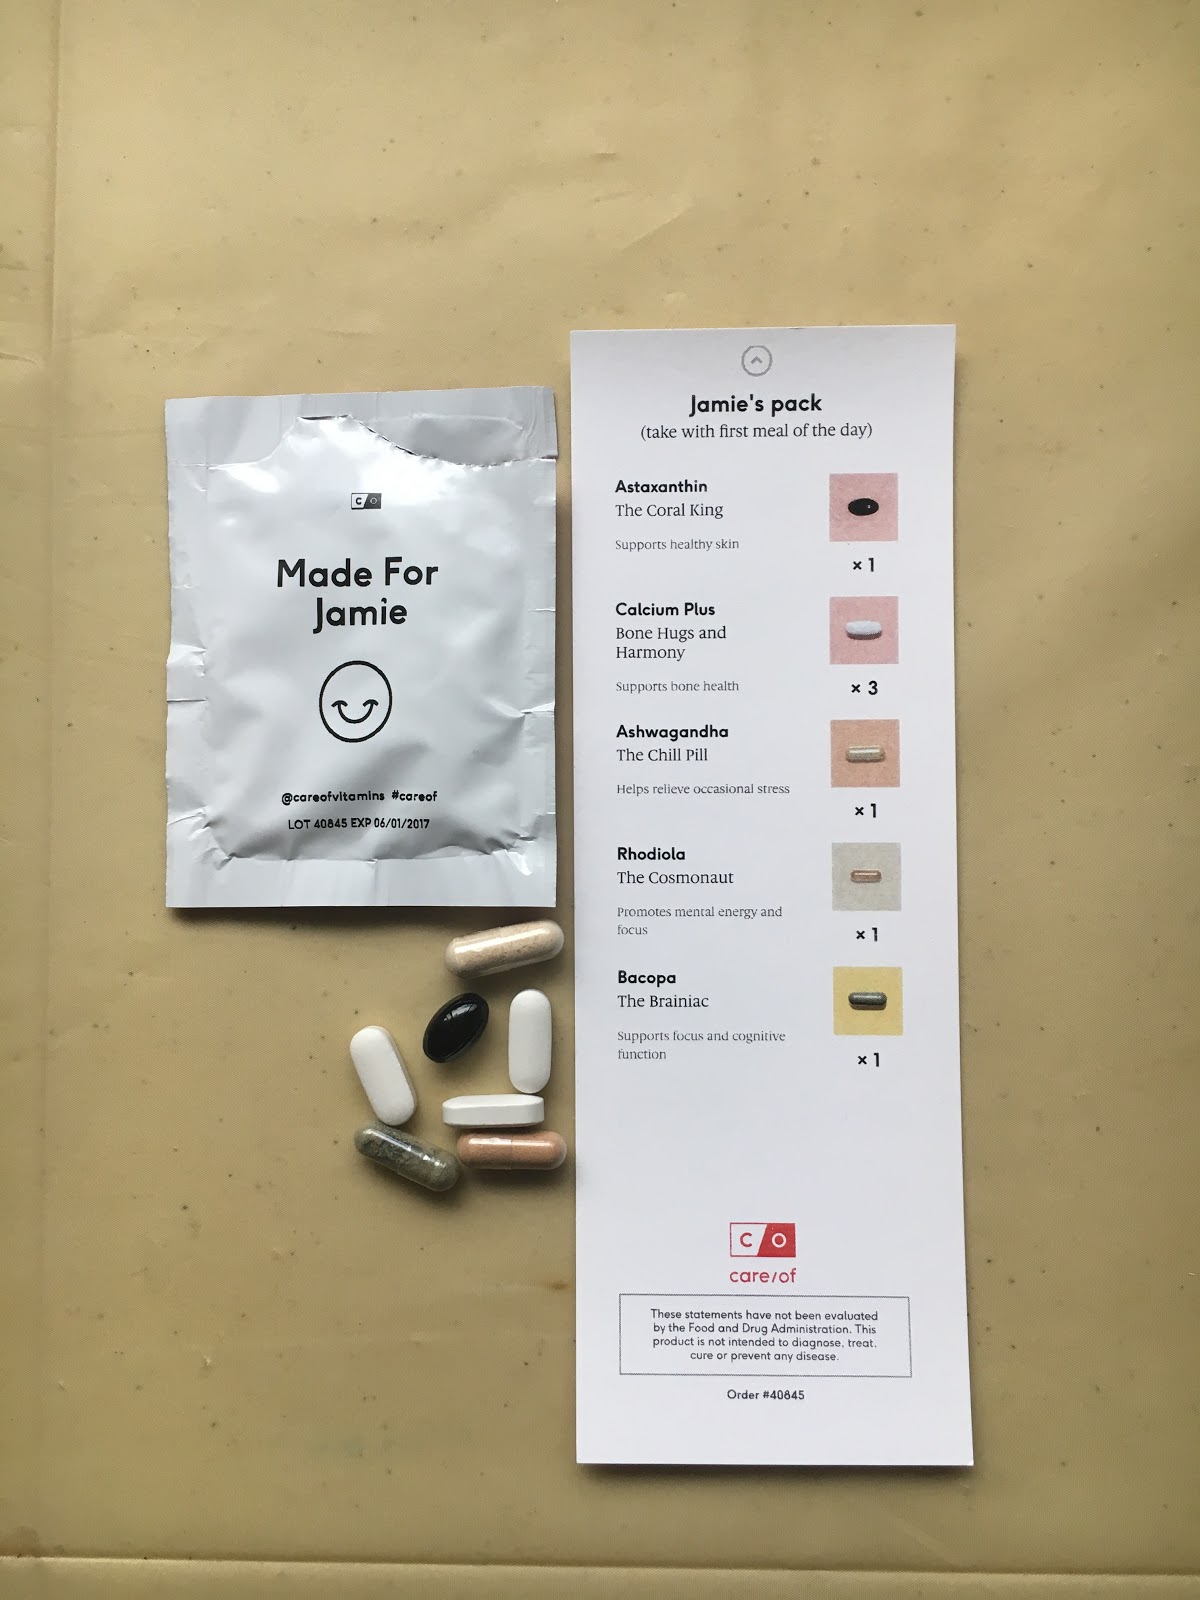 C/O
Made For
Jamie
@careofvitamins #careof
LOT 40845 EXP 06/01/2017
Jamie's pack
(take with first meal of the day)
Astaxanthin
The Coral King
Supports healthy skin
× 1
Calcium Plus
Bone Hugs and
Harmony
Supports bone health
× 3
Ashwagandha
The Chill Pill
Helps relieve occasional stress
× 1
Rhodiola
The Cosmonaut
Promotes mental energy and
focus
× 1
Bacopa
The Brainiac
Supports focus and cognitive
function
× 1
C/O
care/of
These statements have not been evaluated
by the Food and Drug Administration. This
product is not intended to diagnose, treat,
cure or prevent any disease.
Order #40845